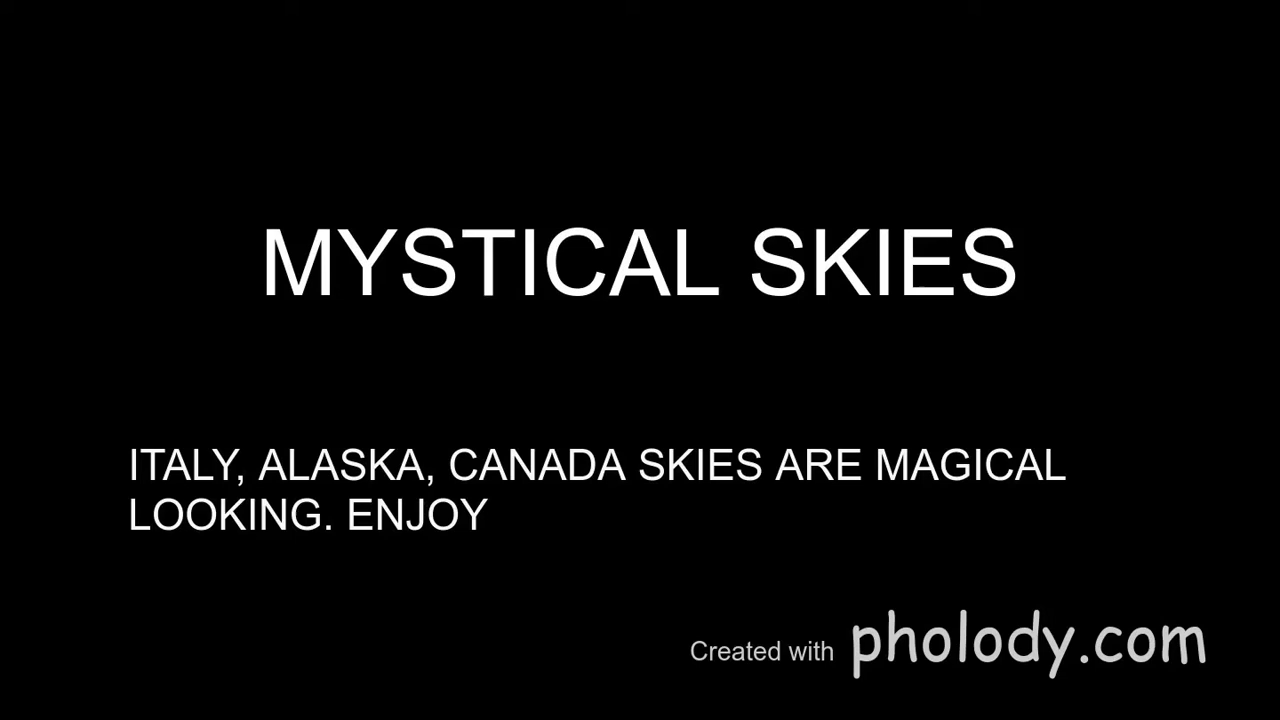 MYSTICAL SKIES
ITALY, ALASKA, CANADA SKIES ARE MAGICAL
LOOKING. ENJOY
Created with pholody.com